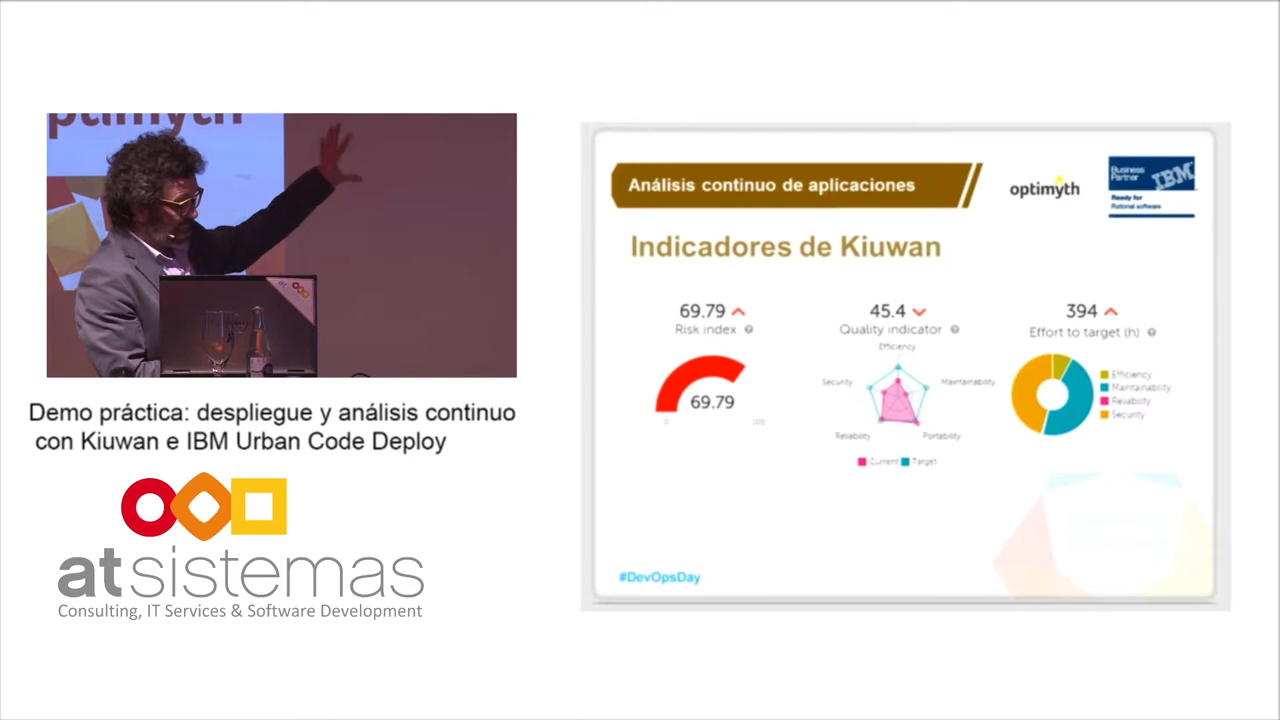 optimyth
Demo práctica: despliegue y análisis continuo
con Kiuwan e IBM Urban Code Deploy
atsistemas
Consulting, IT Services & Software Development
Análisis continuo de aplicaciones
optimyth
Business
Partner
IBM
Ready for
Rational software
Indicadores de Kiuwan
69.79
Risk index
69.79
0
100
45.4
Quality indicator
Efficiency
Security
Maintainability
Reliability
Portability
Current
Target
394
Effort to target (h)
Efficiency
Maintainability
Reliability
Security
#DevOpsDay